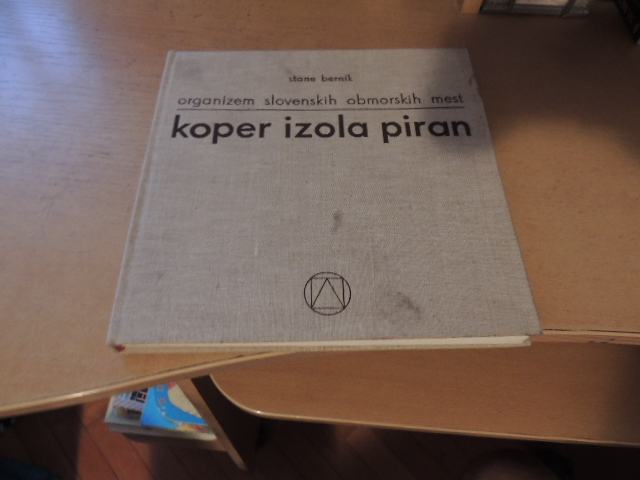 stane bernik
organizem slovenskih obmorskih mest
koper izola piran